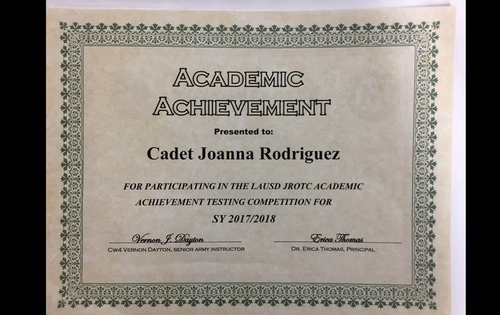 ACADEMIC
ACHIEVEMENT
Presented to:
Cadet Joanna Rodriguez
FOR PARTICIPATING IN THE LAUSD JROTC ACADEMIC
ACHIEVEMENT TESTING COMPETITION FOR
SY 2017/2018
Vernon J. Dayton Erica Thomas
CW4 VERNON DAYTON, SENIOR ARMY INSTRUCTOR DR. ERICA THOMAS, PRINCIPAL